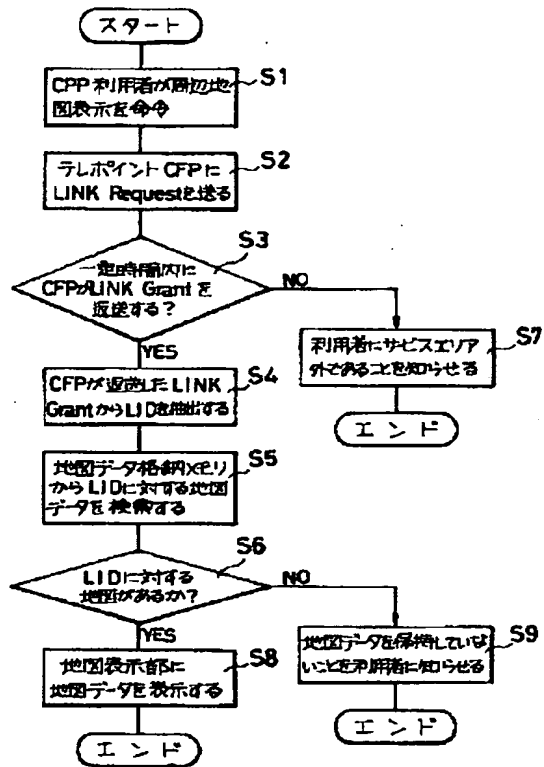 スタート
S1
CPP利用者が周辺地
図表示を命令
S2
テレポイントCFPに
LINK Requestを送る
S3
一定時間内に
CFPがLINK Grantを
返送する?
NO
YES
S4
CFPが返送したLINK
GrantからLIDを抽出する
S7
利用者にサービスエリア
外であることを知らせる
エンド
S5
地図データ格納メモリ
からLIDに対する地図
データを検索する
S6
LIDに対する
地図があるか?
NO
YES
S8
地図表示部に
地図データを表示する
エンド
S9
地図データを保持していな
いことを利用者に知らせる
エンド